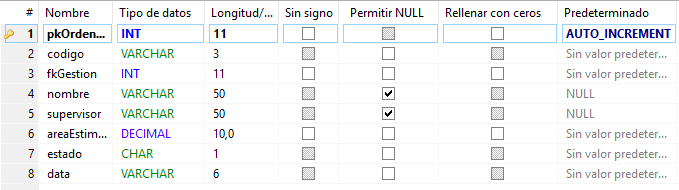 # Nombre Tipo de datos Longitud/... Sin signo Permitir NULL Rellenar con ceros Predeterminado
1 pkOrden... INT 11 AUTO_INCREMENT
2 codigo VARCHAR 3 Sin valor predeter...
3 fkGestion INT 11 Sin valor predeter...
4 nombre VARCHAR 50 NULL
5 supervisor VARCHAR 50 NULL
6 areaEstim... DECIMAL 10,0 Sin valor predeter...
7 estado CHAR 1 Sin valor predeter...
8 data VARCHAR 6 Sin valor predeter...